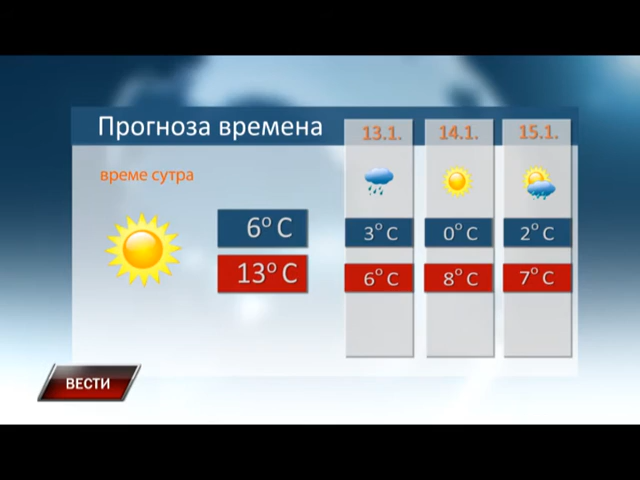 Прогноза времена
време сутра
6° C
13° C
13.1. 14.1. 15.1.
3° C 0° C 2° C
6° C 8° C 7° C
ВЕСТИ